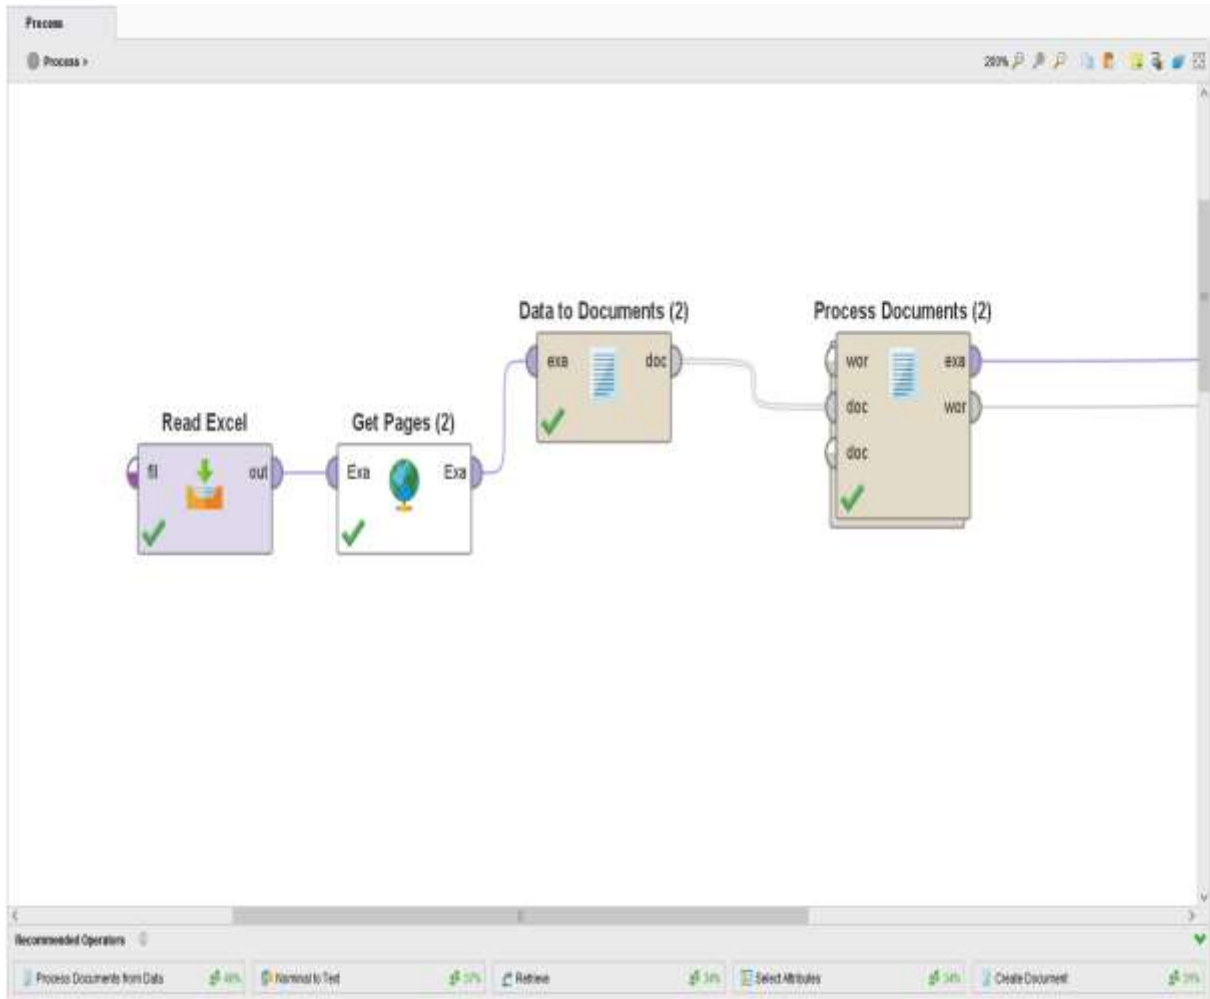 Process
Process >
200%
Data to Documents (2)
Process Documents (2)
exa
doc
wor
exa
doc
wor
doc
Read Excel
Get Pages (2)
fil
out
Exa
Exa
Recommended Operators
Process Documents from Data
Nominal to Text
Retrieve
Select Attributes
34%
Create Document